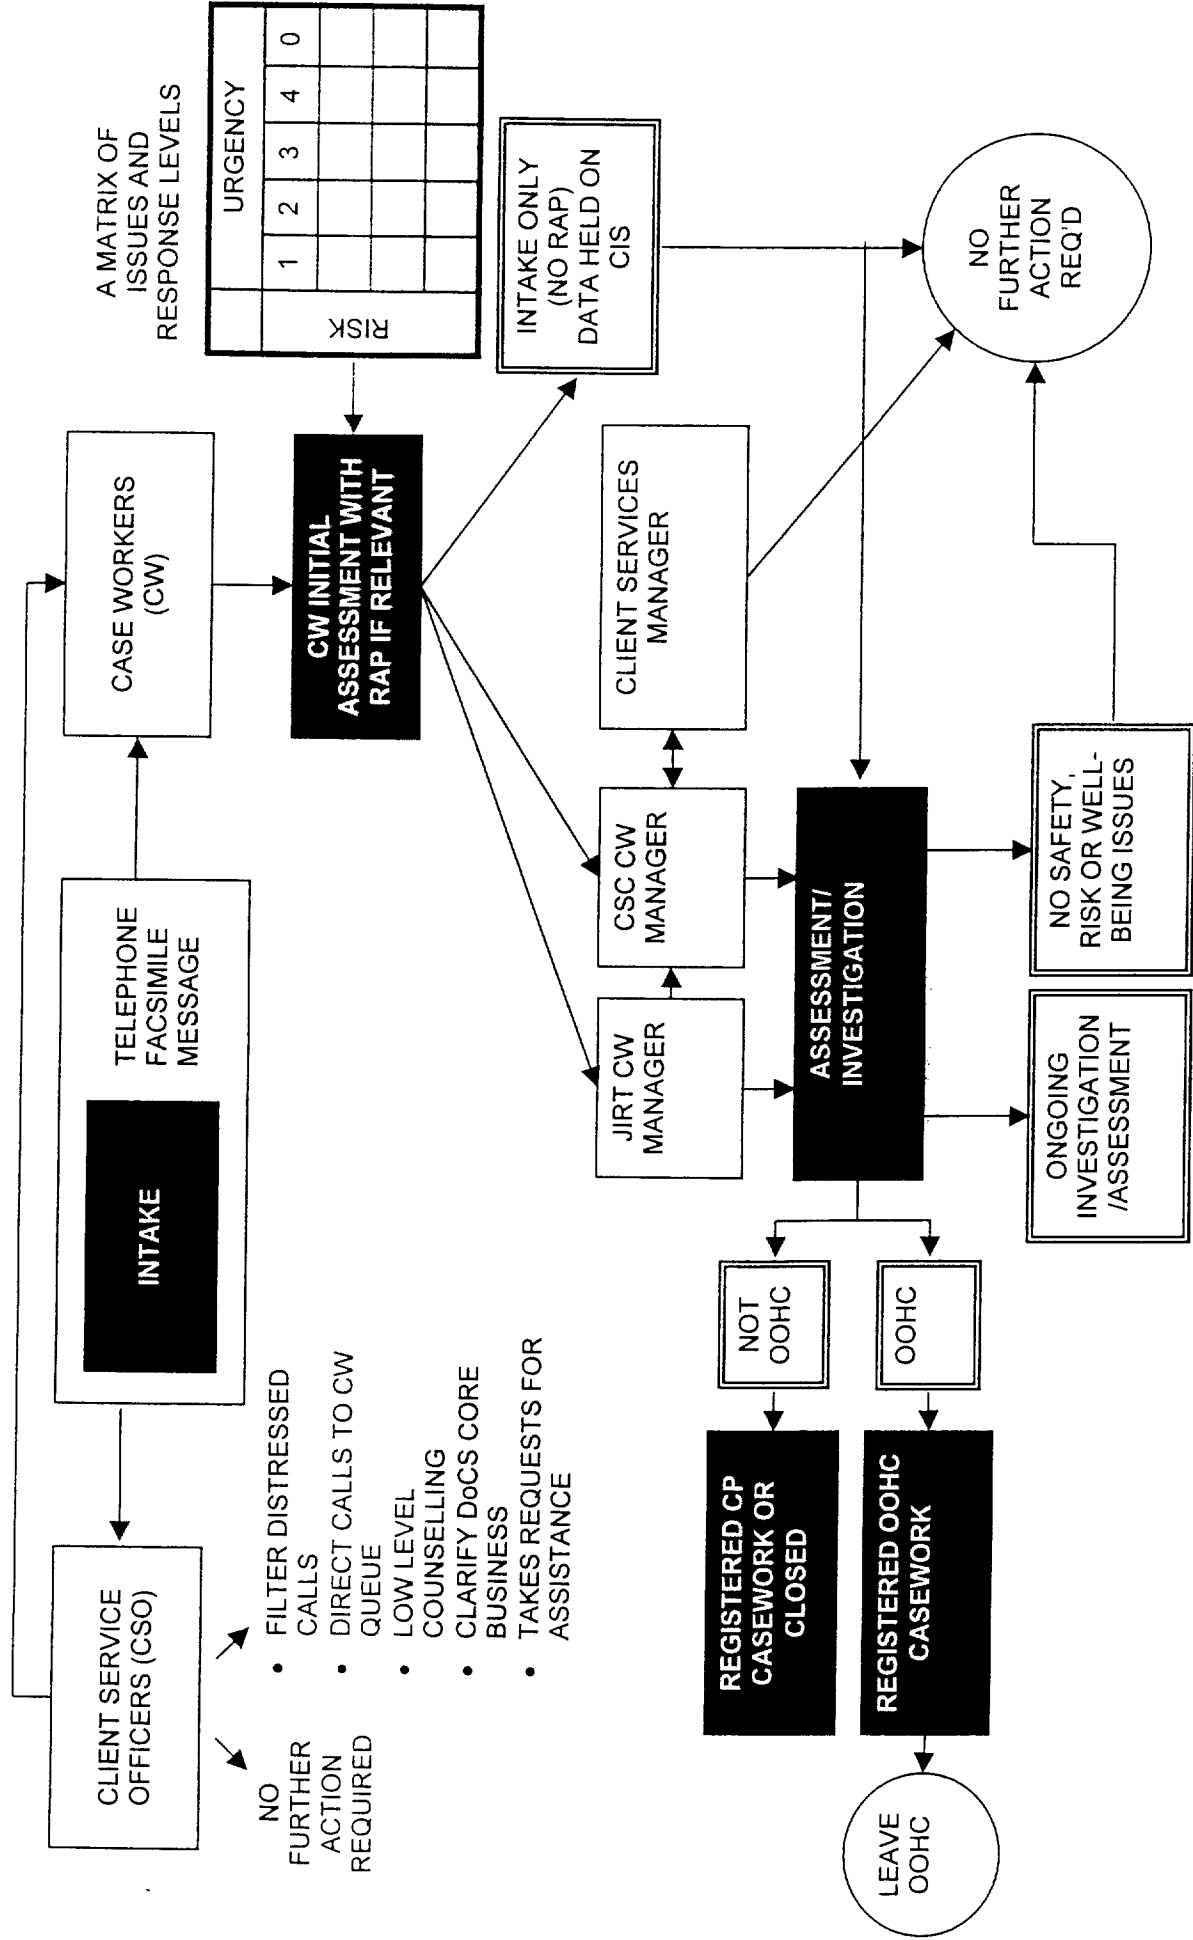 CLIENT SERVICE
OFFICERS (CSO)
NO
FURTHER
ACTION
REQUIRED
• FILTER DISTRESSED
CALLS
• DIRECT CALLS TO CW
QUEUE
• LOW LEVEL
COUNSELLING
• CLARIFY DoCS CORE
BUSINESS
• TAKES REQUESTS FOR
ASSISTANCE
INTAKE
TELEPHONE
FACSIMILE
MESSAGE
CASE WORKERS
(CW)
A MATRIX OF
ISSUES AND
RESPONSE LEVELS
URGENCY
1 2 3 4 0
RISK
CW INITIAL
ASSESSMENT WITH
RAP IF RELEVANT
INTAKE ONLY
(NO RAP)
DATA HELD ON
CIS
JIRT CW
MANAGER
CSC CW
MANAGER
CLIENT SERVICES
MANAGER
NO
FURTHER
ACTION
REQ'D
ASSESSMENT/
INVESTIGATION
NOT
OOHC
OOHC
REGISTERED CP
CASEWORK OR
CLOSED
REGISTERED OOHC
CASEWORK
LEAVE
OOHC
ONGOING
INVESTIGATION
/ASSESSMENT
NO SAFETY,
RISK OR WELL-
BEING ISSUES